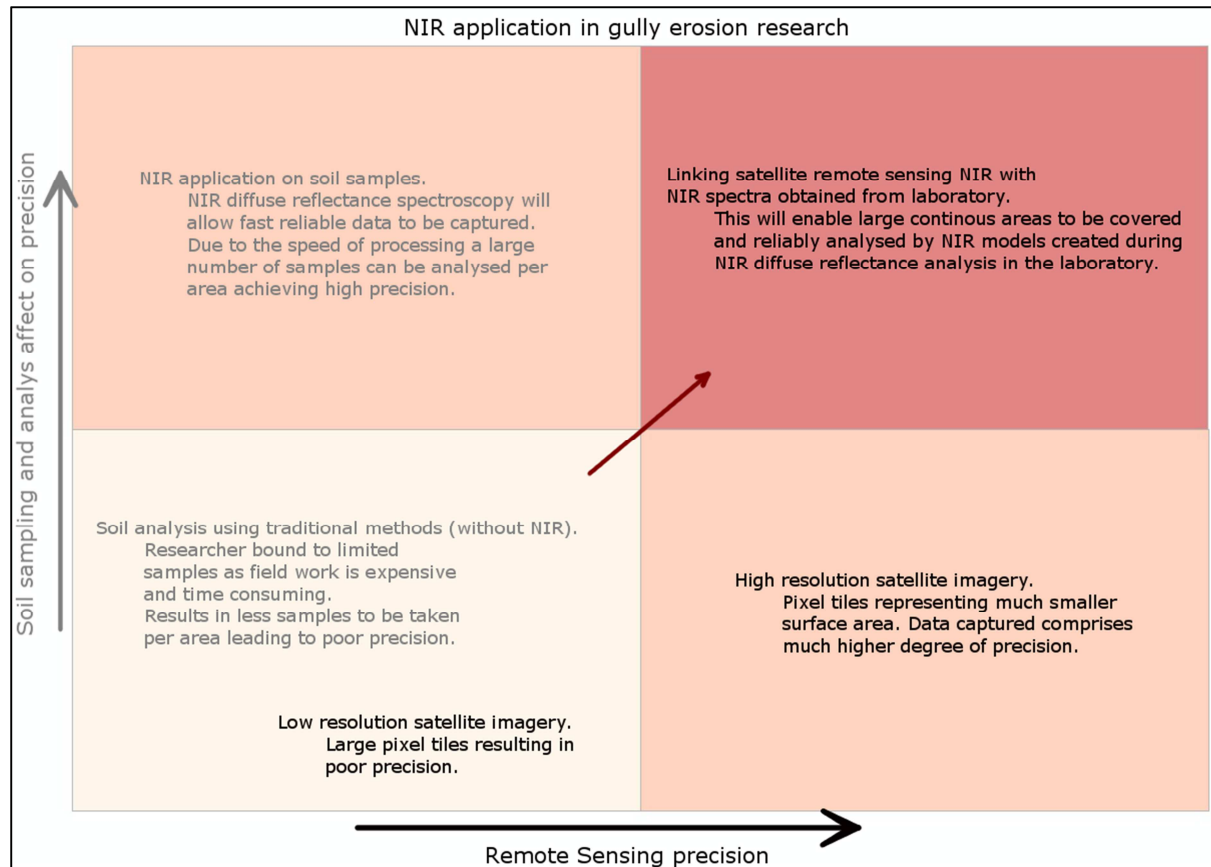 NIR application in gully erosion research
Soil sampling and analys affect on precision
NIR application on soil samples.
NIR diffuse reflectance spectroscopy will
allow fast reliable data to be captured.
Due to the speed of processing a large
number of samples can be analysed per
area achieving high precision.
Linking satellite remote sensing NIR with
NIR spectra obtained from laboratory.
This will enable large continous areas to be covered
and reliably analysed by NIR models created during
NIR diffuse reflectance analysis in the laboratory.
Soil analysis using traditional methods (without NIR).
Researcher bound to limited
samples as field work is expensive
and time consuming.
Results in less samples to be taken
per area leading to poor precision.
Low resolution satellite imagery.
Large pixel tiles resulting in
poor precision.
High resolution satellite imagery.
Pixel tiles representing much smaller
surface area. Data captured comprises
much higher degree of precision.
Remote Sensing precision